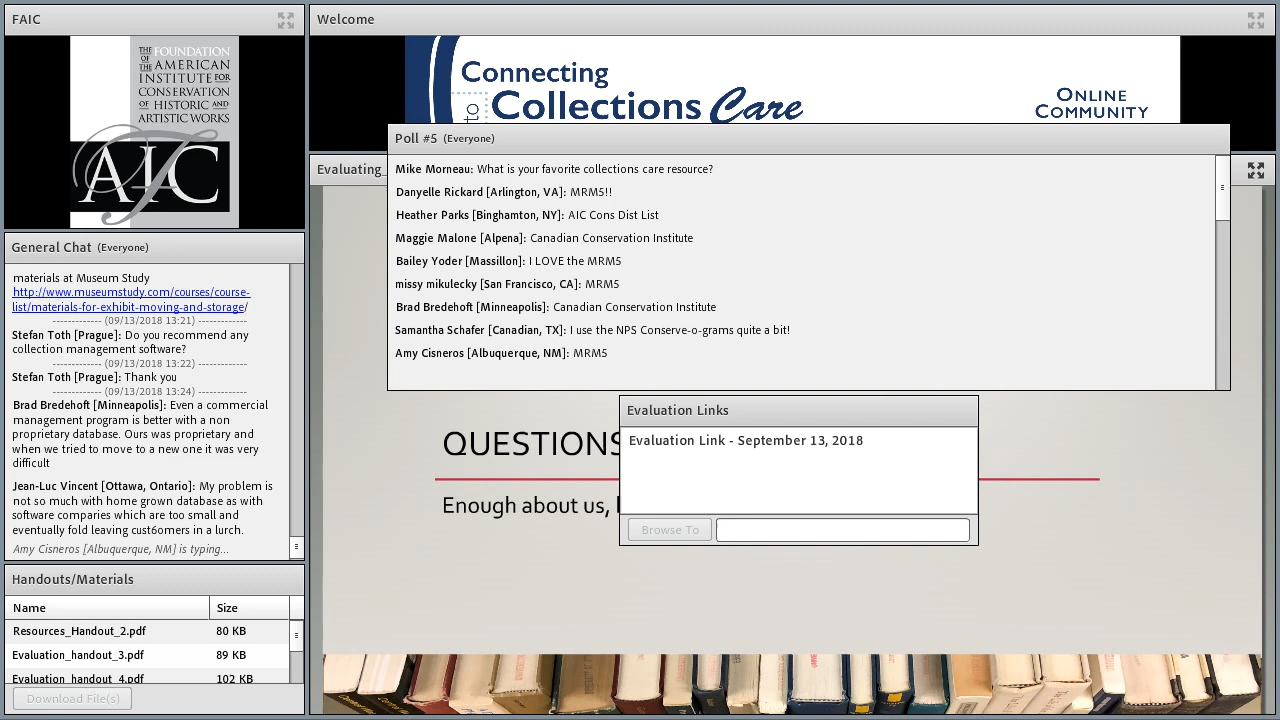 FAIC
THE FOUNDATION
OF THE AMERICAN
INSTITUTE FOR
CONSERVATION
OF HISTORIC AND
ARTISTIC WORKS
AIC
General Chat (Everyone)
materials at Museum Study
http://www.museumstudy.com/courses/course-
list/materials-for-exhibit-moving-and-storage/
------------- (09/13/2018 13:21) -------------
Stefan Toth [Prague]: Do you recommend any
collection management software?
------------- (09/13/2018 13:22) -------------
Stefan Toth [Prague]: Thank you
------------- (09/13/2018 13:24) -------------
Brad Bredehoft [Minneapolis]: Even a commercial
management program is better with a non
proprietary database. Ours was proprietary and
when we tried to move to a new one it was very
difficult
Jean-Luc Vincent [Ottawa, Ontario]: My problem is
not so much with home grown database as with
software comparies which are too small and
eventually fold leaving cust6omers in a lurch.
Amy Cisneros [Albuquerque, NM] is typing...
Handouts/Materials
Name Size
Resources_Handout_2.pdf 80 KB
Evaluation_handout_3.pdf 89 KB
Evaluation_handout_4.pdf 102 KB
Download File(s)
Welcome
Connecting
to Collections Care
ONLINE
COMMUNITY
Evaluating_
Poll #5 (Everyone)
Mike Morneau: What is your favorite collections care resource?
Danyelle Rickard [Arlington, VA]: MRM5!!
Heather Parks [Binghamton, NY]: AIC Cons Dist List
Maggie Malone [Alpena]: Canadian Conservation Institute
Bailey Yoder [Massillon]: I LOVE the MRM5
missy mikulecky [San Francisco, CA]: MRM5
Brad Bredehoft [Minneapolis]: Canadian Conservation Institute
Samantha Schafer [Canadian, TX]: I use the NPS Conserve-o-grams quite a bit!
Amy Cisneros [Albuquerque, NM]: MRM5
Evaluation Links
Evaluation Link - September 13, 2018
Browse To
QUESTIONS
Enough about us,